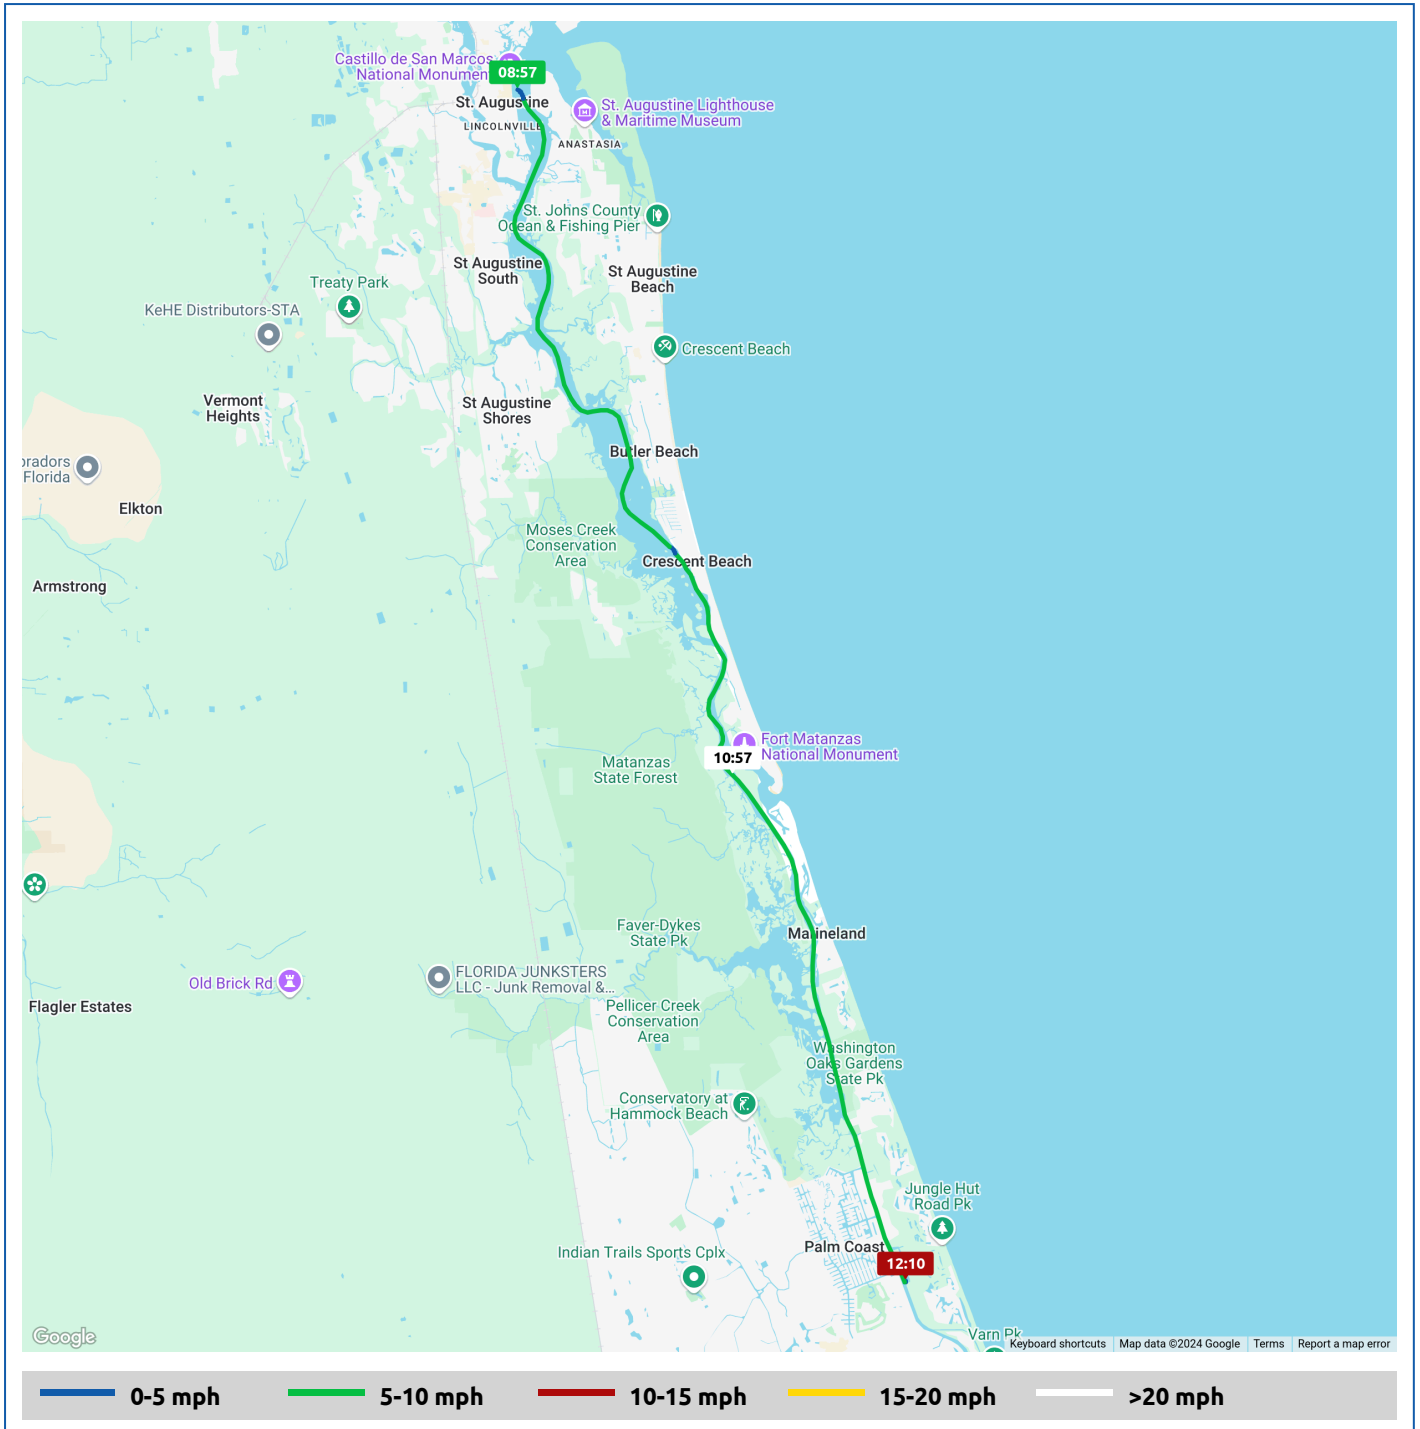 Castillo de San Marcos
National Monument
08:57
St. Augustine
St. Augustine Lighthouse
& Maritime Museum
LINCOLNVILLE
ANASTASIA
St. Johns County
Ocean & Fishing Pier
St Augustine
South
St Augustine
Beach
Treaty Park
KeHE Distributors-STA
Crescent Beach
Vermont
Heights
St Augustine
Shores
Butler Beach
oradors
Florida
Elkton
Moses Creek
Conservation
Area
Crescent Beach
Armstrong
Fort Matanzas
National Monument
10:57
Matanzas
State Forest
Faver-Dykes
State Pk
Marineland
FLORIDA JUNKSTERS
LLC - Junk Removal &...
Old Brick Rd
Flagler Estates
Pellicer Creek
Conservation
Area
Washington
Oaks Gardens
State Pk
Conservatory at
Hammock Beach
Jungle Hut
Road Pk
Palm Coast
Indian Trails Sports Cplx
12:10
Varn Pk
Google
Keyboard shortcuts
Map data ©2024 Google
Terms
Report a map error
0-5 mph
5-10 mph
10-15 mph
15-20 mph
>20 mph